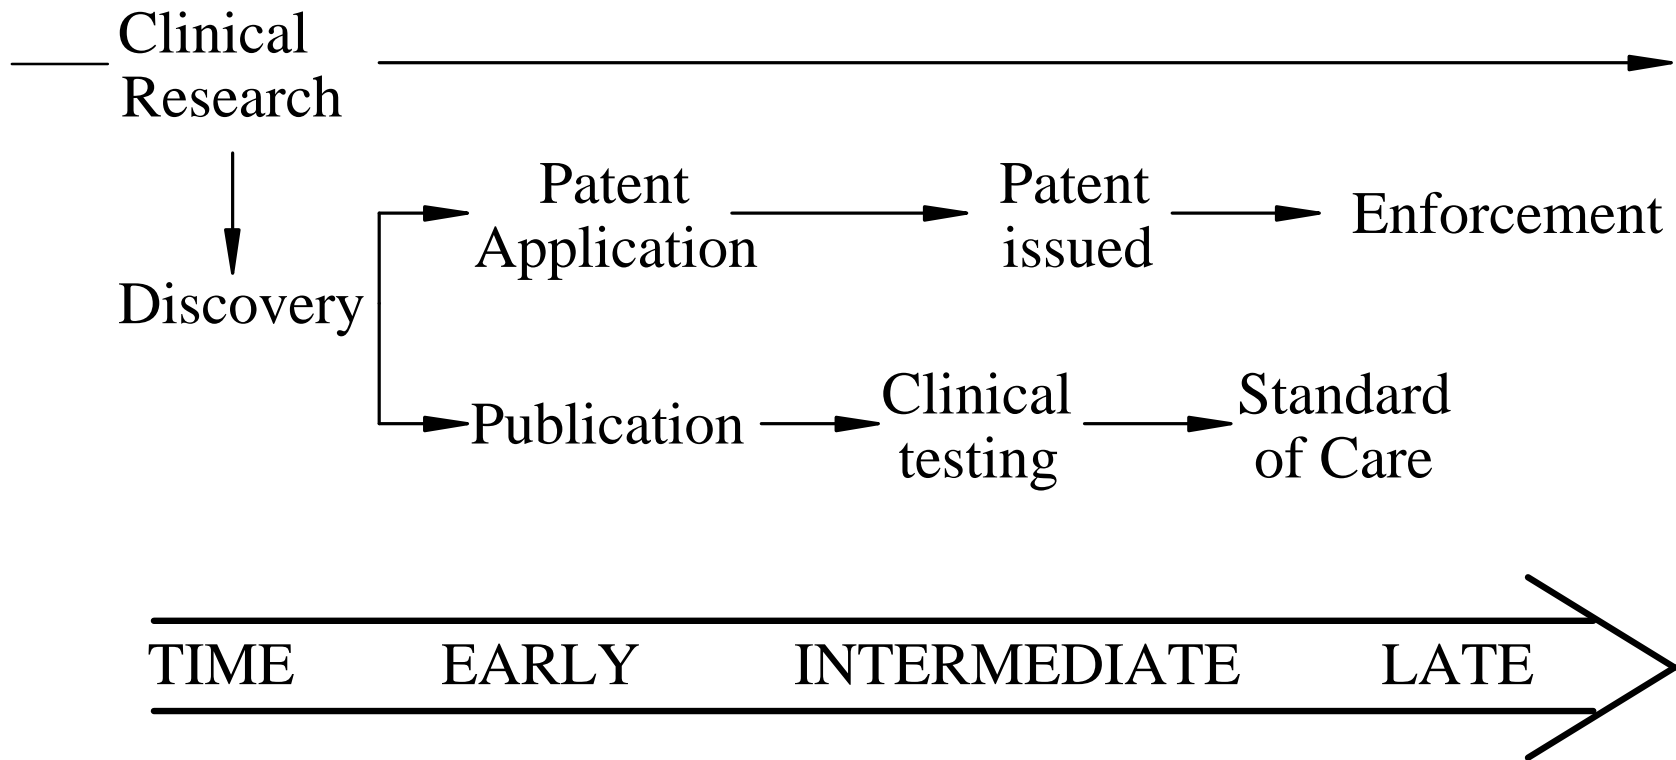 Clinical
Research
Patent
Application
Patent
issued
Enforcement
Discovery
Publication
Clinical
testing
Standard
of Care
TIME EARLY INTERMEDIATE LATE